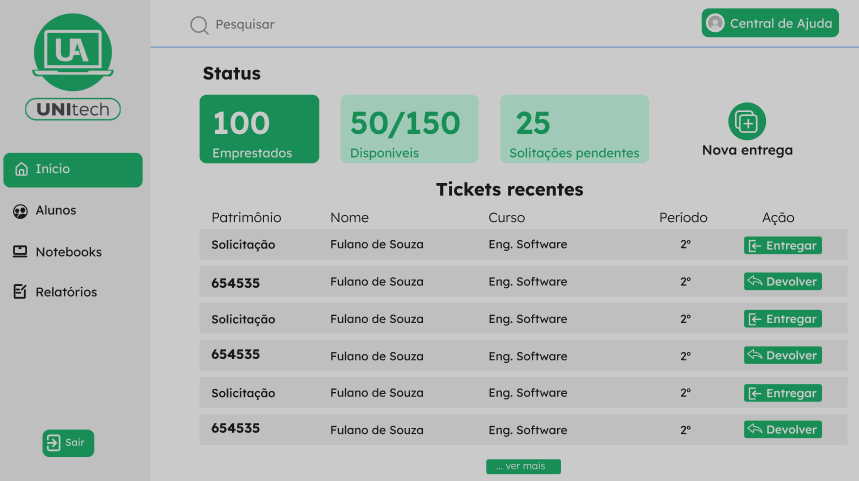 UA
UNItech
Início
Alunos
Notebooks
Relatórios
Sair
Pesquisar
Central de Ajuda
Status
100
Emprestados
50/150
Disponíveis
25
Solitações pendentes
Nova entrega
Tickets recentes
Patrimônio Nome Curso Período Ação
Solicitação Fulano de Souza Eng. Software 2º Entregar
654535 Fulano de Souza Eng. Software 2º Devolver
Solicitação Fulano de Souza Eng. Software 2º Entregar
654535 Fulano de Souza Eng. Software 2º Devolver
Solicitação Fulano de Souza Eng. Software 2º Entregar
654535 Fulano de Souza Eng. Software 2º Devolver
... ver mais